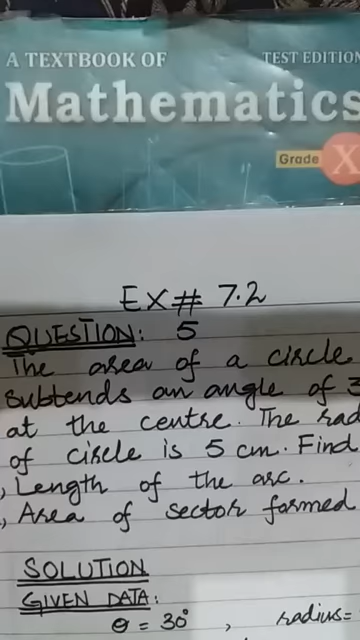 A TEXTBOOK OF
TEST EDITION
Mathematics
Grade X
EX# 7.2
QUESTION: 5
The area of a circle
subtends an angle of 3
at the centre. The rad
of circle is 5 cm. Find
, Length of the arc.
, Area of sector formed
SOLUTION
GIVEN DATA:
θ = 30° , radius=